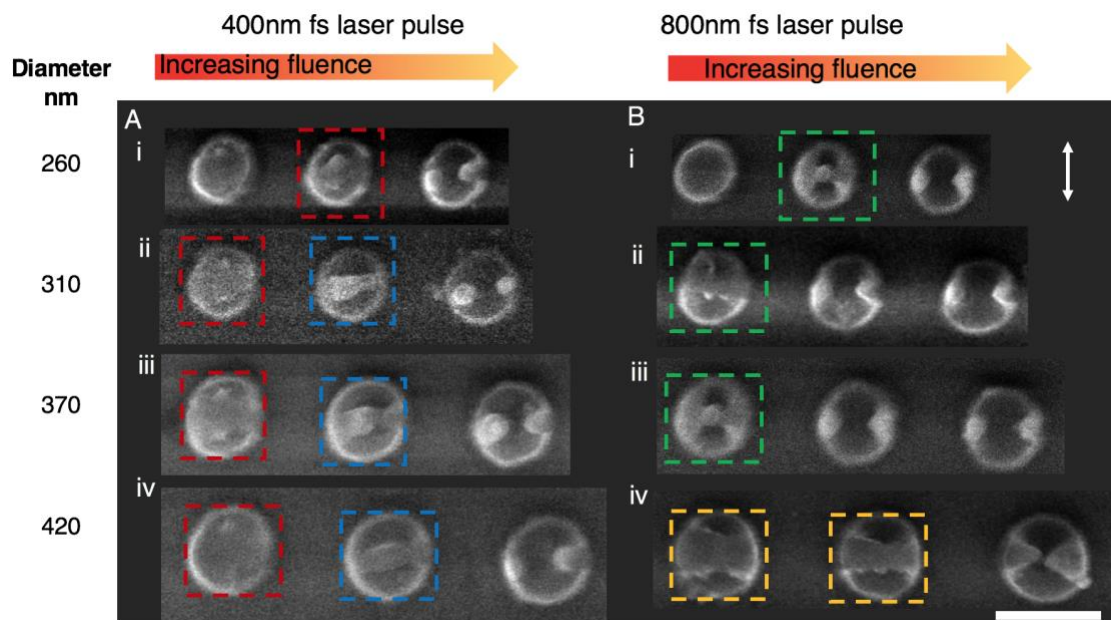 400nm fs laser pulse
800nm fs laser pulse
Increasing fluence
Increasing fluence
Diameter
nm
A
B
i
i
260
ii
ii
310
iii
iii
370
iv
iv
420